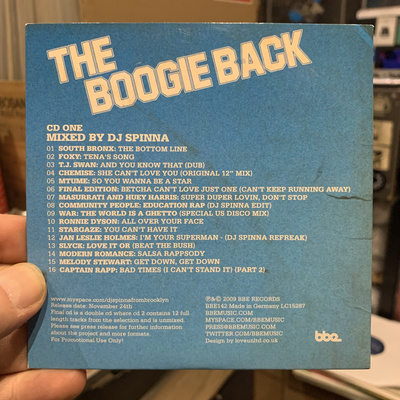 THE
BOOGIE BACK
CD ONE
MIXED BY DJ SPINNA
01 SOUTH BRONX: THE BOTTOM LINE
02 FOXY: TENA'S SONG
03 T.J. SWAN: AND YOU KNOW THAT (DUB)
04 CHEMISE: SHE CAN'T LOVE YOU (ORIGINAL 12" MIX)
05 MTUME: SO YOU WANNA BE A STAR
06 FINAL EDITION: BETCHA CAN'T LOVE JUST ONE (CAN'T KEEP RUNNING AWAY)
07 MASURRATI AND HUEY HARRIS: SUPER DUPER LOVIN, DON'T STOP
08 COMMUNITY PEOPLE: EDUCATION RAP (DJ SPINNA EDIT)
09 WAR: THE WORLD IS A GHETTO (SPECIAL US DISCO MIX)
10 RONNIE DYSON: ALL OVER YOUR FACE
11 STARGAZE: YOU CAN'T HAVE IT
12 JAN LESLIE HOLMES: I'M YOUR SUPERMAN - (DJ SPINNA REFREAK)
13 SLYCK: LOVE IT OR (BEAT THE BUSH)
14 MODERN ROMANCE: SALSA RAPPSODY
15 MELODY STEWART: GET DOWN, GET DOWN
16 CAPTAIN RAPP: BAD TIMES (I CAN'T STAND IT) (PART 2)
www.myspace.com/djspinnafrombrooklyn
Release date: November 24th
Final cd is a double cd where cd 2 contains 12 full
length tracks from the selection and is unmixed.
Please see press release for further information
about the project and more formats.
For Promotional Use Only!
℗&© 2009 BBE RECORDS
BBE142 Made in Germany LC15287
BBEMUSIC.COM
MYSPACE.COM/BBEMUSIC
PRESS@BBEMUSIC.COM
TWITTER.COM/BBEMUSIC
Design by loveunltd.co.uk
bbe